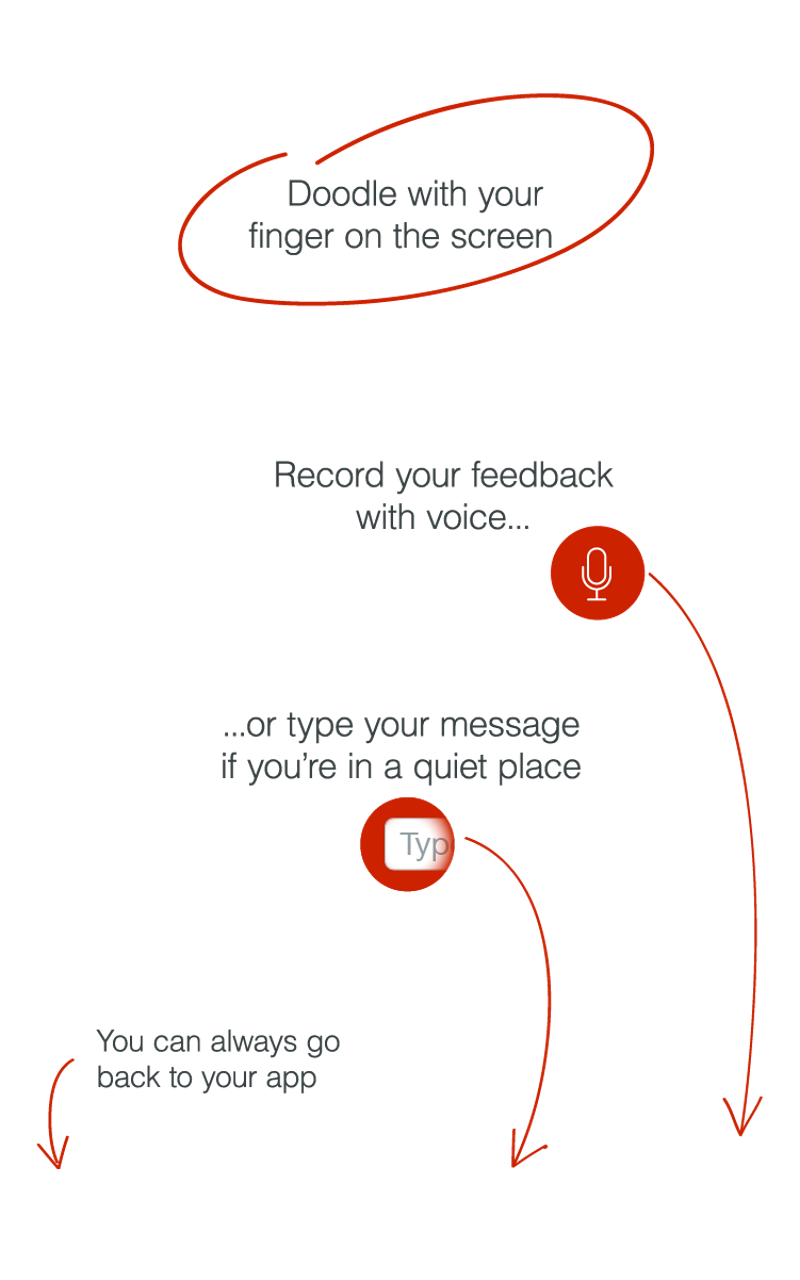 Doodle with your
finger on the screen
Record your feedback
with voice...
...or type your message
if you’re in a quiet place
Typ
You can always go
back to your app